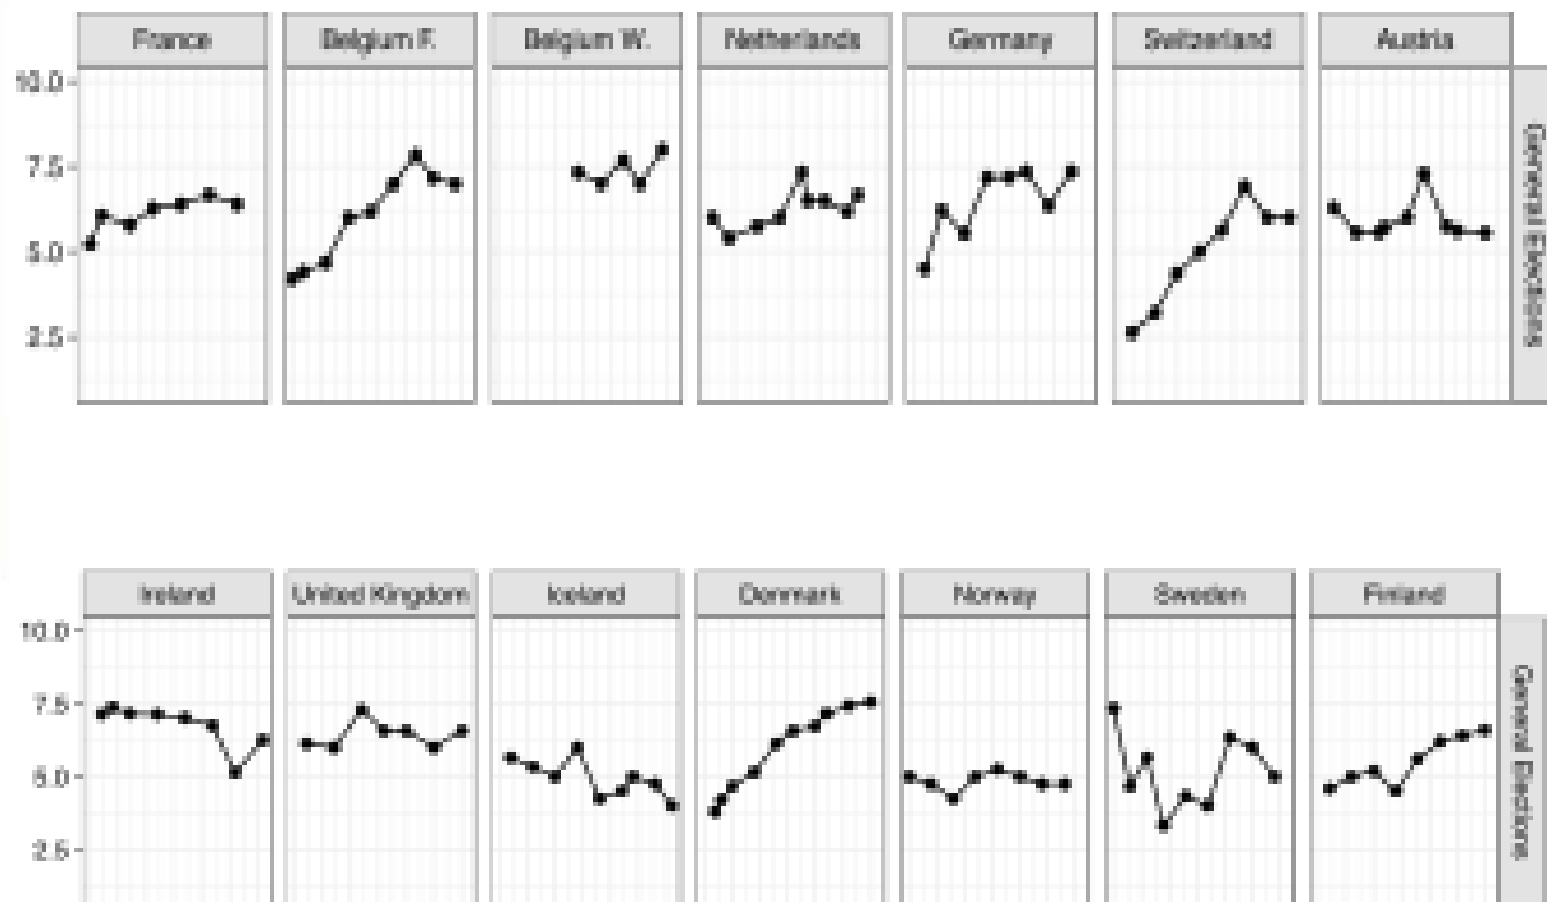 France Belgium F. Belgium W. Netherlands Germany Switzerland Austria
10.0
7.5
5.0
2.5
General Elections
Ireland United Kingdom Iceland Denmark Norway Sweden Finland
10.0
7.5
5.0
2.5
General Elections